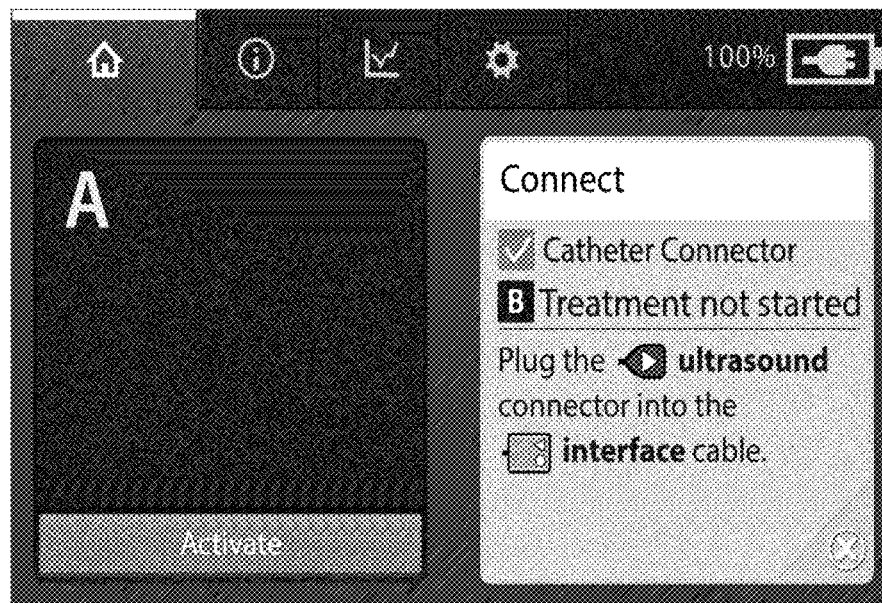 100%
A
Activate
Connect
Catheter Connector
B Treatment not started
Plug the ultrasound
connector into the
interface cable.